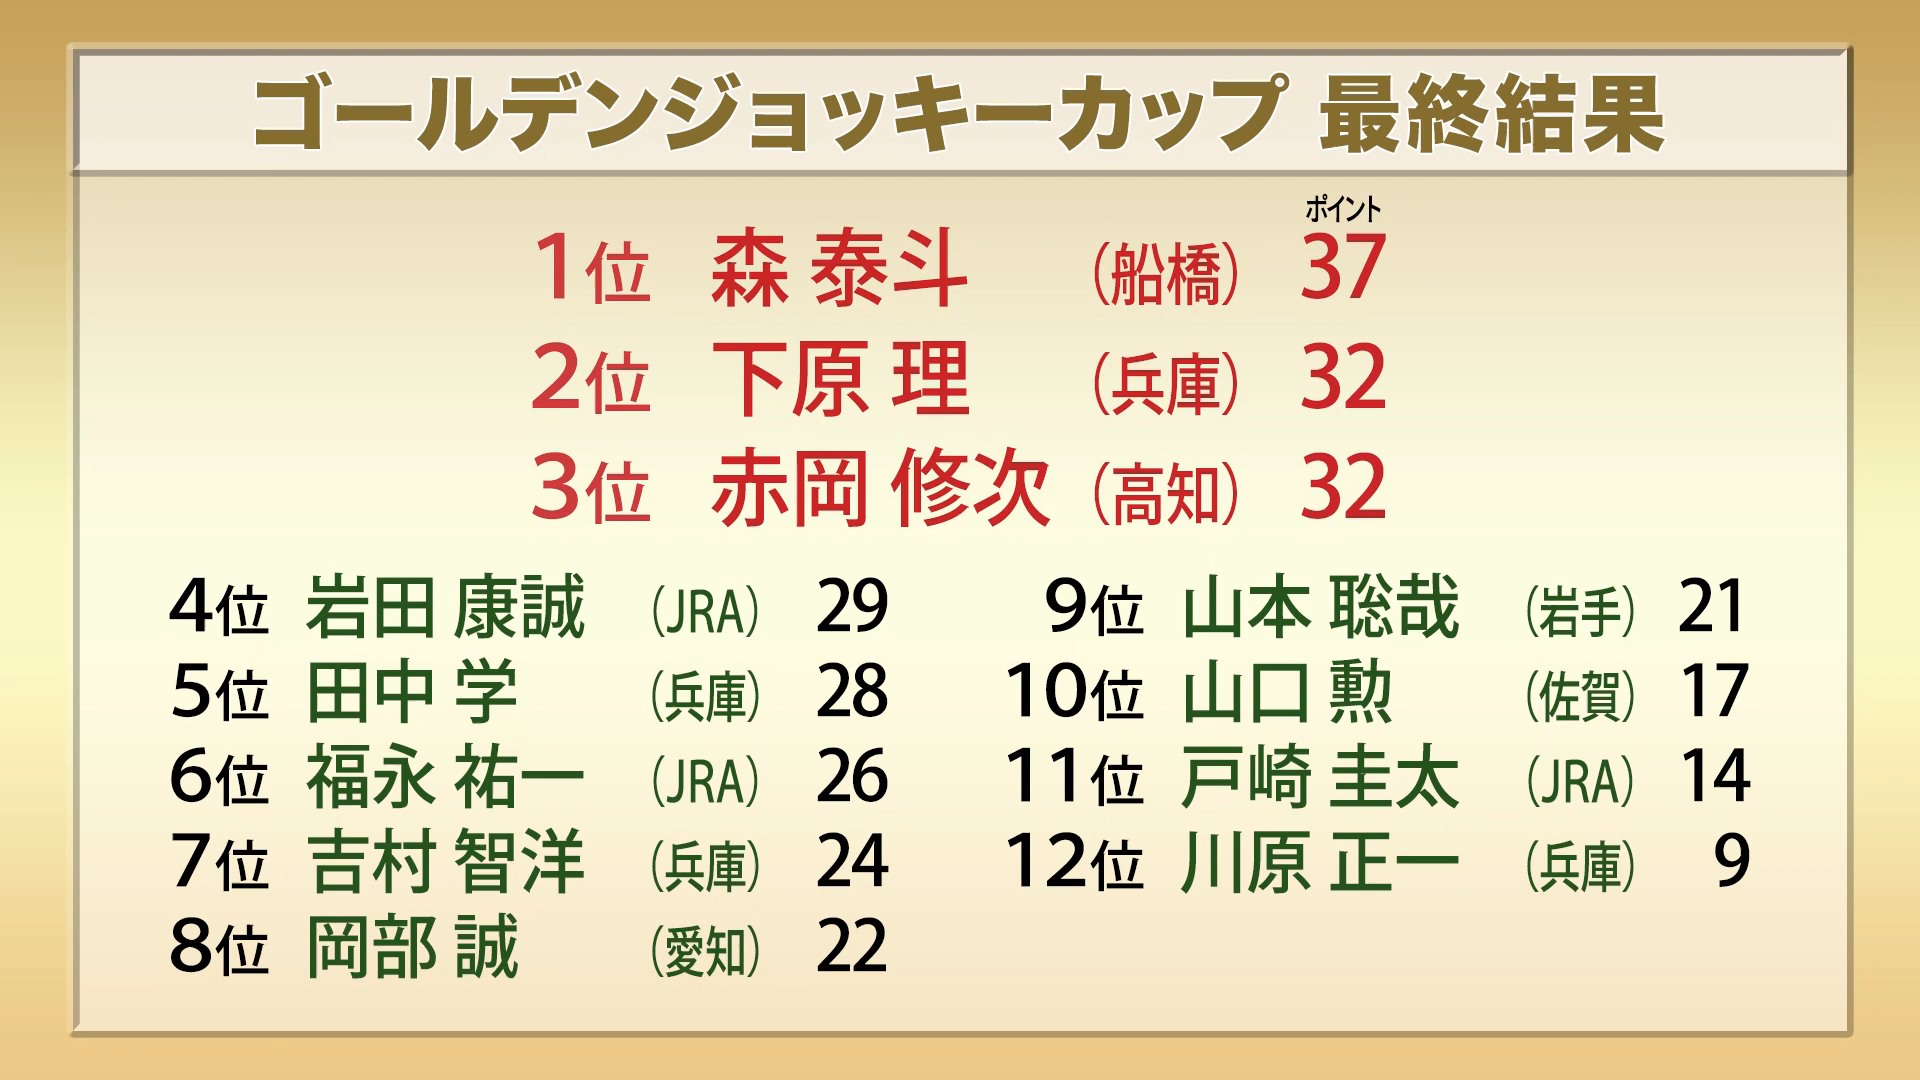 ゴールデンジョッキーカップ 最終結果
ポイント
1位 森 泰斗 （船橋） 37
2位 下原 理 （兵庫） 32
3位 赤岡 修次 （高知） 32
4位 岩田 康誠 （JRA） 29
5位 田中 学 （兵庫） 28
6位 福永 祐一 （JRA） 26
7位 吉村 智洋 （兵庫） 24
8位 岡部 誠 （愛知） 22
9位 山本 聡哉 （岩手） 21
10位 山口 勲 （佐賀） 17
11位 戸崎 圭太 （JRA） 14
12位 川原 正一 （兵庫） 9